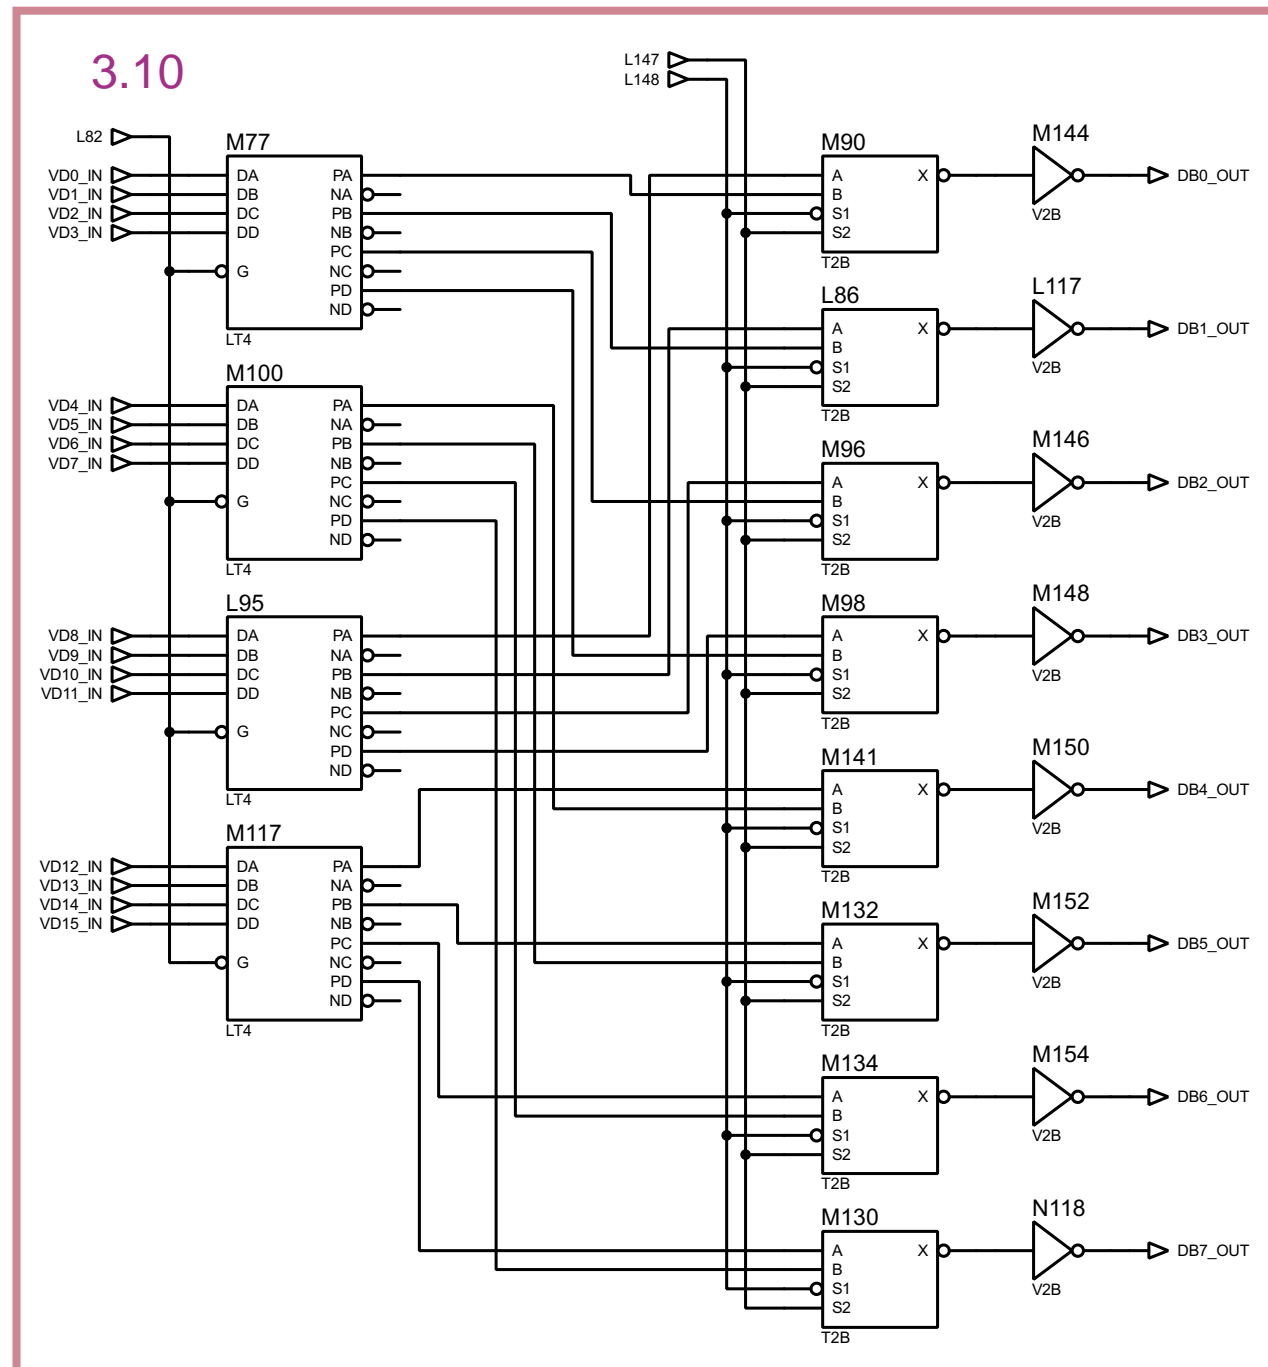 3.10
L147
L148
L82
M77
VD0_IN
VD1_IN
VD2_IN
VD3_IN
DA
DB
DC
DD
G
PA
NA
PB
NB
PC
NC
PD
ND
LT4
M100
VD4_IN
VD5_IN
VD6_IN
VD7_IN
DA
DB
DC
DD
G
PA
NA
PB
NB
PC
NC
PD
ND
LT4
L95
VD8_IN
VD9_IN
VD10_IN
VD11_IN
DA
DB
DC
DD
G
PA
NA
PB
NB
PC
NC
PD
ND
LT4
M117
VD12_IN
VD13_IN
VD14_IN
VD15_IN
DA
DB
DC
DD
G
PA
NA
PB
NB
PC
NC
PD
ND
LT4
M90
A
B
S1
S2
X
T2B
M144
V2B
DB0_OUT
L86
A
B
S1
S2
X
T2B
L117
V2B
DB1_OUT
M96
A
B
S1
S2
X
T2B
M146
V2B
DB2_OUT
M98
A
B
S1
S2
X
T2B
M148
V2B
DB3_OUT
M141
A
B
S1
S2
X
T2B
M150
V2B
DB4_OUT
M132
A
B
S1
S2
X
T2B
M152
V2B
DB5_OUT
M134
A
B
S1
S2
X
T2B
M154
V2B
DB6_OUT
M130
A
B
S1
S2
X
T2B
N118
V2B
DB7_OUT